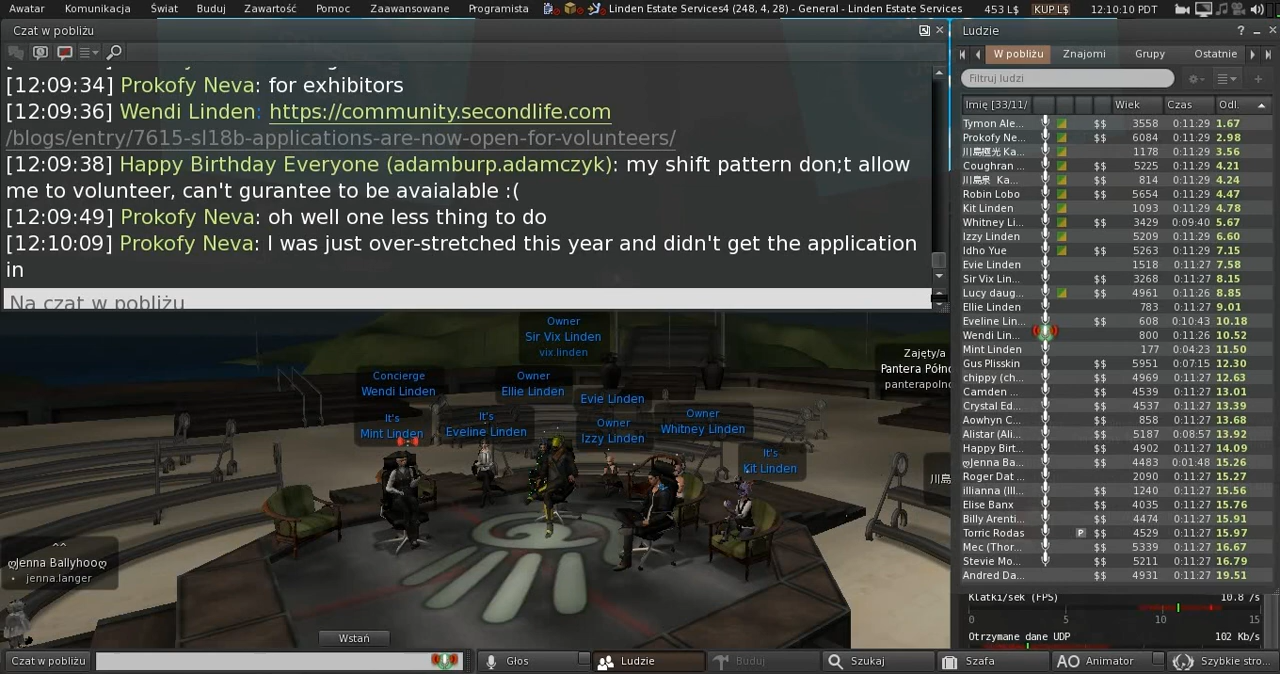 Awatar Komunikacja Świat Buduj Zawartość Pomoc Zaawansowane Programista Linden Estate Services4 (248, 4, 28) - General - Linden Estate Services 453 L$ KUP L$ 12:10:10 PDT
Czat w pobliżu
[12:09:34] Prokofy Neva: for exhibitors
[12:09:36] Wendi Linden: https://community.secondlife.com
/blogs/entry/7615-sl18b-applications-are-now-open-for-volunteers/
[12:09:38] Happy Birthday Everyone (adamburp.adamczyk): my shift pattern don;t allow
me to volunteer, can't gurantee to be avaialable :(
[12:09:49] Prokofy Neva: oh well one less thing to do
[12:10:09] Prokofy Neva: I was just over-stretched this year and didn't get the application
in
Na czat w pobliżu
Owner
Sir Vix Linden
vix.linden
Concierge
Wendi Linden
Owner
Ellie Linden
Evie Linden
It's
Mint Linden
It's
Eveline Linden
Owner
Izzy Linden
Owner
Whitney Linden
It's
Kit Linden
Zajęty/a
Pantera Półno
panterapolno
川島
^^
ღJenna Ballyhooღ
jenna.langer
Wstań
Ludzie
W pobliżu Znajomi Grupy Ostatnie
Filtruj ludzi
Imię [33/11/ Wiek Czas Odl.
Tymon Ale... $$ 3558 0:11:29 1.67
Prokofy Ne... $$ 6084 0:11:29 2.98
Ka... 1178 0:11:29 3.56
Coughran ... $$ 5225 0:11:29 4.21
Ka... $$ 814 0:11:29 4.24
Robin Lobo $$ 5654 0:11:29 4.47
Kit Linden 1093 0:11:29 4.78
Whitney Li... $$ 3429 0:09:40 5.67
Izzy Linden 5209 0:11:29 6.60
Idho Yue $$ 5263 0:11:29 7.15
Evie Linden 1518 0:11:27 7.58
Sir Vix Lin... $$ 3268 0:11:27 8.15
Lucy daug... $$ 4961 0:11:26 8.85
Ellie Linden 783 0:11:27 9.01
Eveline Lin... $$ 608 0:10:43 10.18
Wendi Lin... 800 0:11:26 10.52
Mint Linden 177 0:04:23 11.50
Gus Plisskin $$ 5951 0:07:15 12.30
chippy (ch... $$ 4969 0:11:27 12.63
Camden ... $$ 4539 0:11:27 13.01
Crystal Ed... $$ 4537 0:11:27 13.39
Aowhyn C... $$ 858 0:11:27 13.68
Alistar (Ali... $$ 5187 0:08:57 13.92
Happy Birt... $$ 4902 0:11:27 14.09
ღJenna Ba... $$ 4483 0:01:48 15.26
Roger Dat ... 2090 0:11:27 15.27
illianna (Ill... $$ 1240 0:11:27 15.56
Elise Banx $$ 4035 0:11:27 15.76
Billy Arenti... $$ 4474 0:11:27 15.91
Torric Rodas P $$ 4529 0:11:27 15.97
Mec (Thor... $$ 5339 0:11:27 16.67
Stevie Mo... $$ 5211 0:11:27 16.79
Andred Da... $$ 4931 0:11:27 19.51
Klatki/sek (FPS) 10.8 /s
0 5 10 15
Otrzymane dane UDP 102 Kb/s
Czat w pobliżu Głos Ludzie Buduj Szukaj Szafa AO Animator Szybkie stro...